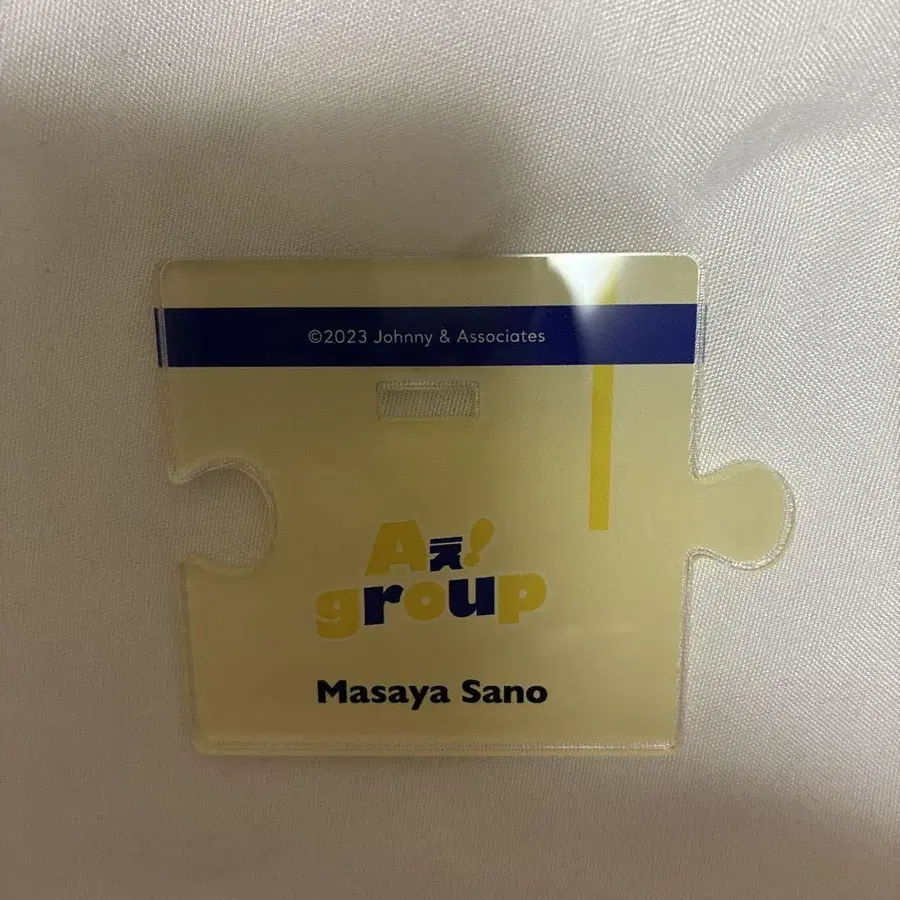 ©2023 Johnny & Associates
Aぇ!
group
Masaya Sano